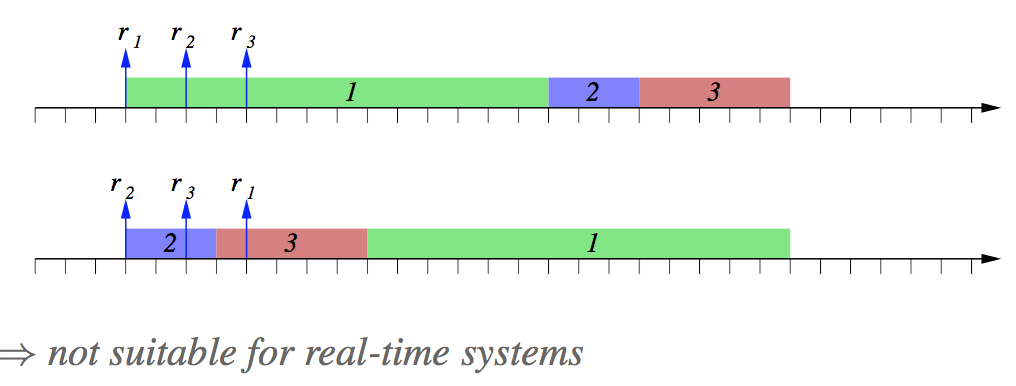 r1 r2 r3
1 2 3
r2 r3 r1
2 3 1
⇒ not suitable for real-time systems